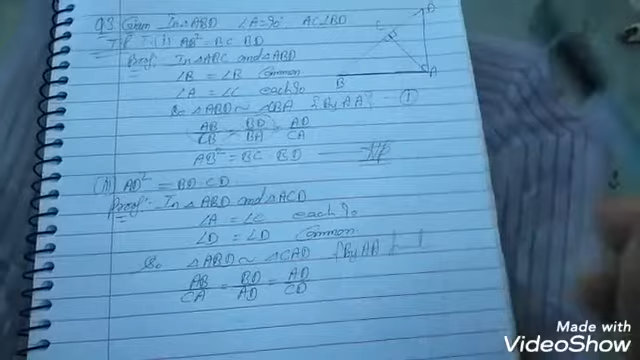 Q3 Given In △ABD ∠A=90° AC⊥BD
T.P (i) AB² = BC·BD
Proof In △ABC and △ABD
∠B = ∠B Common
∠A = ∠C each 90
So △ABD ~ △CBA {By AA} — (1)
AB/CB = BD/BA = AD/CA
AB² = BC·BD
(iii) AD² = BD·CD
Proof:- In △ABD and △ACD
∠A = ∠C each 90
∠D = ∠D Common
So △ABD ~ △CAD {By AA}
AB/CA = BD/AD = AD/CD
D
C
B
A
Made with
VideoShow